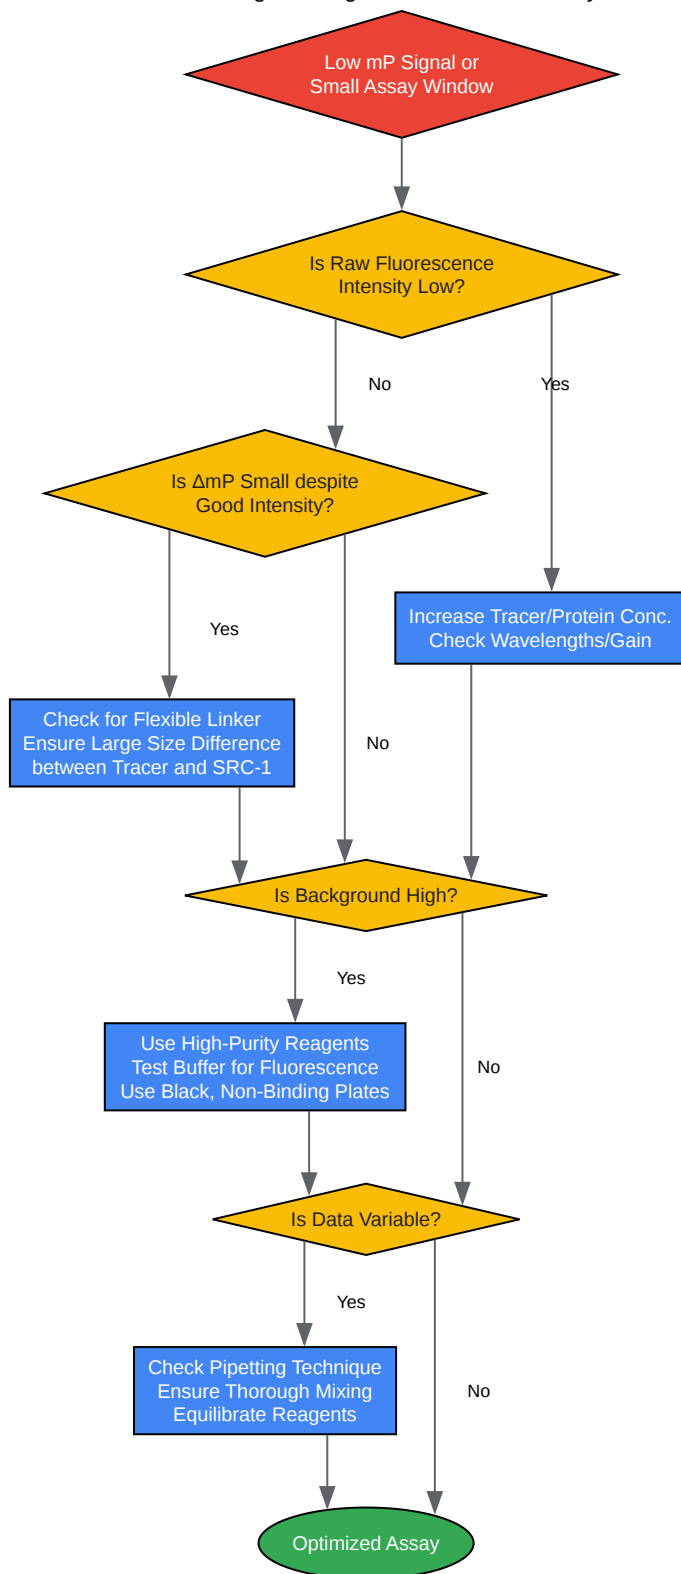 Low mP Signal or
Small Assay Window
Is Raw Fluorescence
Intensity Low?
No
Yes
Is ΔmP Small despite
Good Intensity?
Increase Tracer/Protein Conc.
Check Wavelengths/Gain
Yes
Check for Flexible Linker
Ensure Large Size Difference
between Tracer and SRC-1
No
Is Background High?
Yes
Use High-Purity Reagents
Test Buffer for Fluorescence
Use Black, Non-Binding Plates
No
Is Data Variable?
Yes
Check Pipetting Technique
Ensure Thorough Mixing
Equilibrate Reagents
No
Optimized Assay